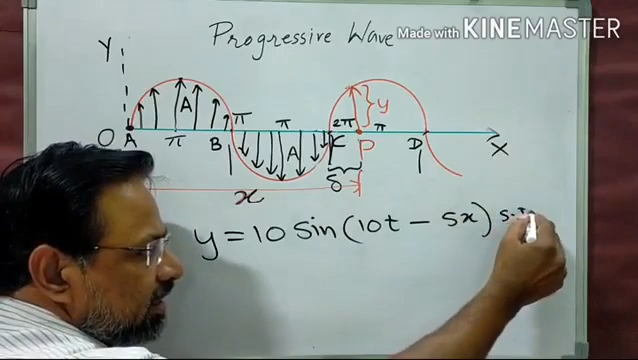 Progressive Wave
Made with KINEMASTER
Y
A
A
π
2π
π
y
O
A
π
B
π
A
C
P
D
X
δ
x
y = 10 sin (10t - 5x) S.I